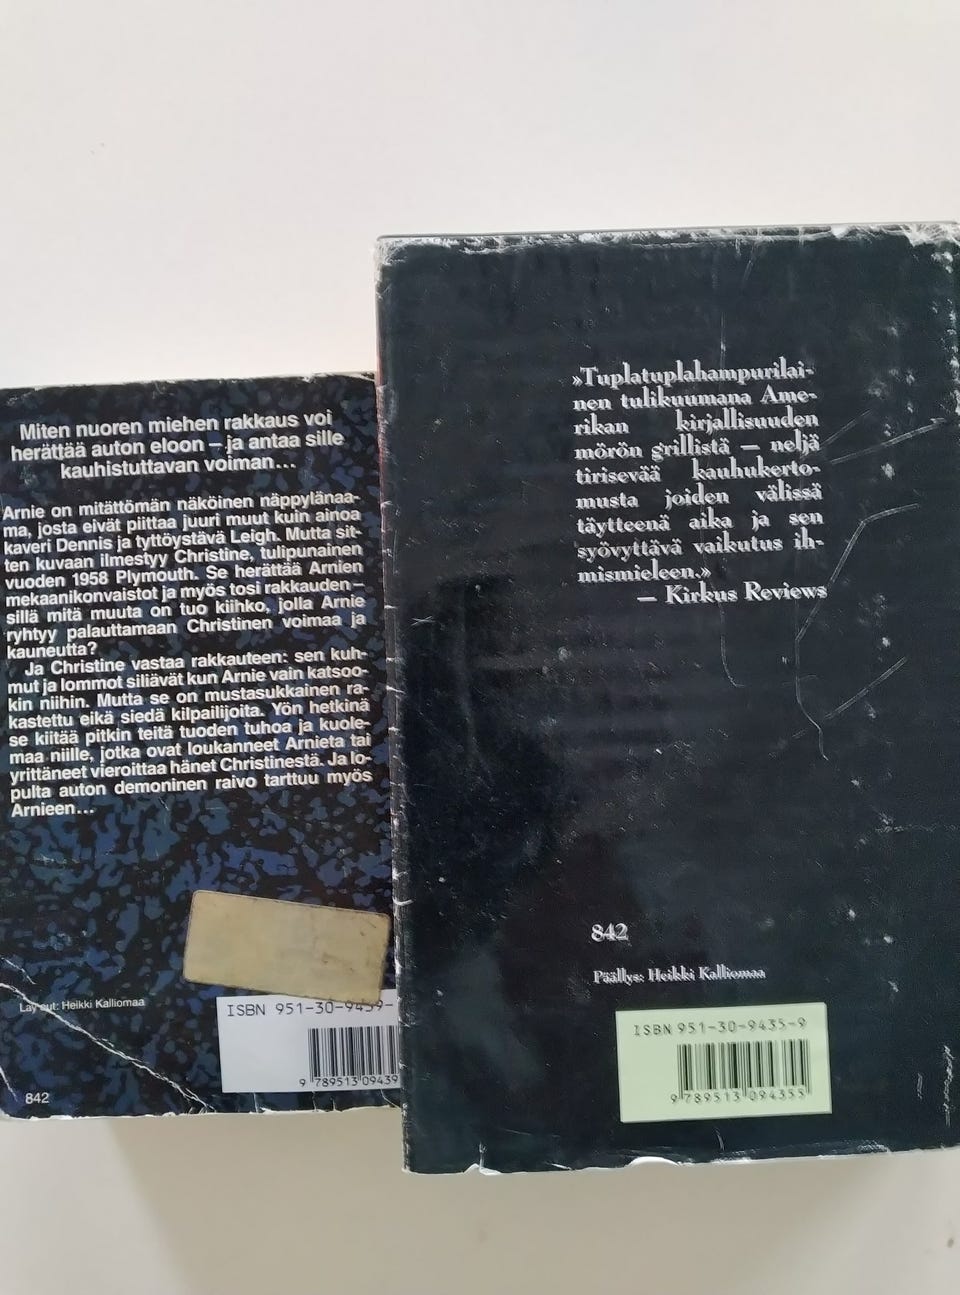 Miten nuoren miehen rakkaus voi
herättää auton eloon – ja antaa sille
kauhistuttavan voiman...
Arnie on mitättömän näköinen näppylänaa-
ma, josta eivät piittaa juuri muut kuin ainoa
kaveri Dennis ja tyttöystävä Leigh. Mutta sit-
ten kuvaan ilmestyy Christine, tulipunainen
vuoden 1958 Plymouth. Se herättää Arnien
mekaanikonvaistot ja myös tosi rakkauden –
sillä mitä muuta on tuo kiihko, jolla Arnie
ryhtyy palauttamaan Christinen voimaa ja
kauneutta?
Ja Christine vastaa rakkauteen: sen kuh-
mut ja lommot siliävät kun Arnie vain katsoo-
kin niihin. Mutta se on mustasukkainen ra-
kastettu eikä siedä kilpailijoita. Yön hetkinä
se kiitää pitkin teitä tuoden tuhoa ja kuole-
maa niille, jotka ovat loukanneet Arnieta tai
yrittäneet vieroittaa hänet Christinestä. Ja lo-
pulta auton demoninen raivo tarttuu myös
Arnieen...
Lay out: Heikki Kalliomaa
ISBN 951-30-9439-
9 789513 09439
842
»Tuplatuplahampurilai-
nen tulikuumana Ame-
rikan kirjallisuuden
mörön grillistä – neljä
tirisevää kauhukerto-
musta joiden välissä
täytteenä aika ja sen
syövyttävä vaikutus ih-
mismieleen.»
– Kirkus Reviews
842
Päällys: Heikki Kalliomaa
ISBN 951-30-9435-9
9 789513 094355